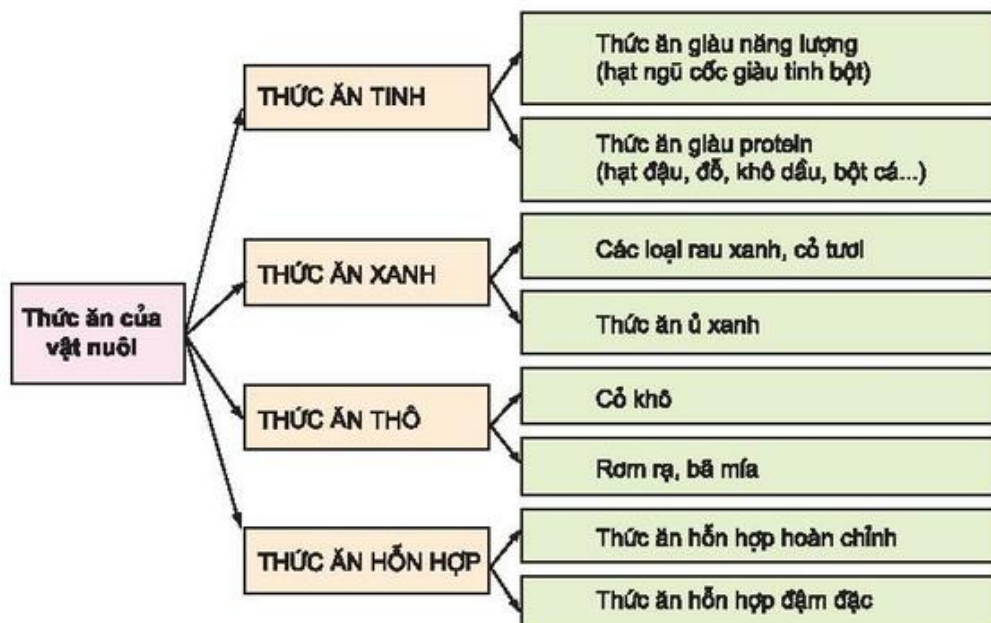 Thức ăn của
vật nuôi
THỨC ĂN TINH
Thức ăn giàu năng lượng
(hạt ngũ cốc giàu tinh bột)
Thức ăn giàu protein
(hạt đậu, đỗ, khô dầu, bột cá...)
THỨC ĂN XANH
Các loại rau xanh, cỏ tươi
Thức ăn ủ xanh
THỨC ĂN THÔ
Cỏ khô
Rơm rạ, bã mía
THỨC ĂN HỖN HỢP
Thức ăn hỗn hợp hoàn chỉnh
Thức ăn hỗn hợp đậm đặc